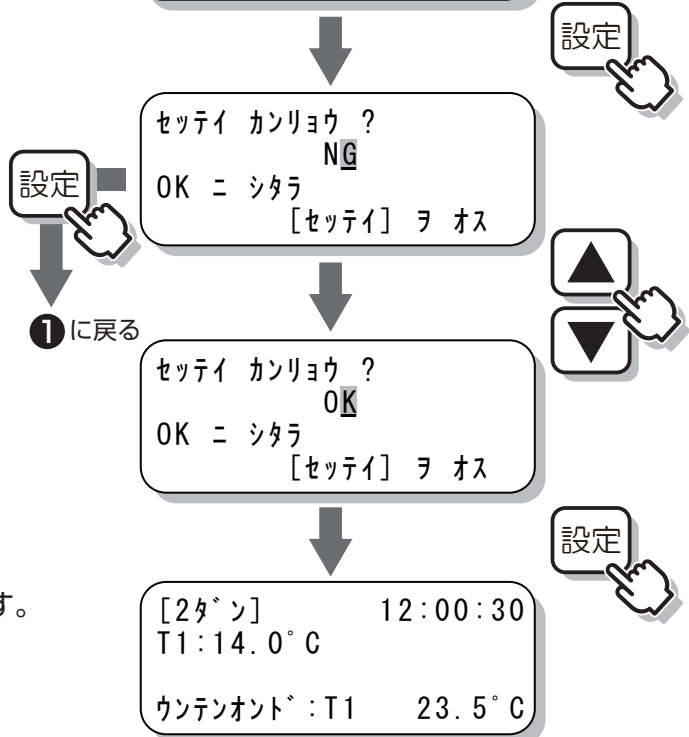 設定
セッテイ カンリョウ ?
NG
OK ニ シタラ
[セッテイ] ヲ オス
設定
❶に戻る
▲
▼
セッテイ カンリョウ ?
OK
OK ニ シタラ
[セッテイ] ヲ オス
設定
す。
[2ダン] 12:00:30
T1:14.0°C
ウンテンオンド:T1 23.5°C